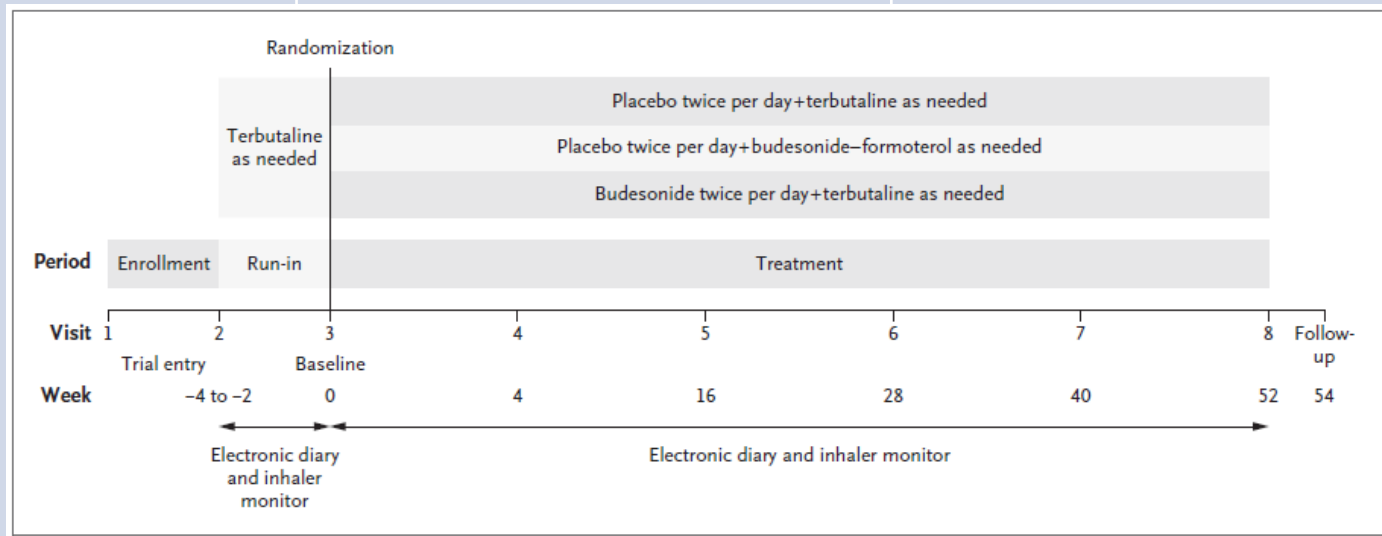 Randomization
Placebo twice per day+terbutaline as needed
Terbutaline
as needed
Placebo twice per day+budesonide–formoterol as needed
Budesonide twice per day+terbutaline as needed
Period Enrollment Run-in Treatment
Visit 1 2 3 4 5 6 7 8 Follow-
up
Trial entry Baseline
Week −4 to −2 0 4 16 28 40 52 54
Electronic diary
and inhaler
monitor
Electronic diary and inhaler monitor